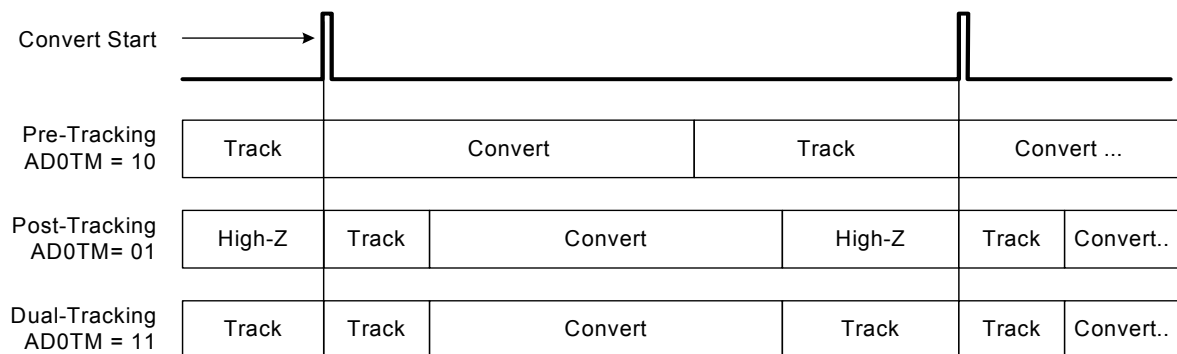 Convert Start
Pre-Tracking
AD0TM = 10
Track
Convert
Track
Convert ...
Post-Tracking
AD0TM= 01
High-Z
Track
Convert
High-Z
Track
Convert..
Dual-Tracking
AD0TM = 11
Track
Track
Convert
Track
Track
Convert..